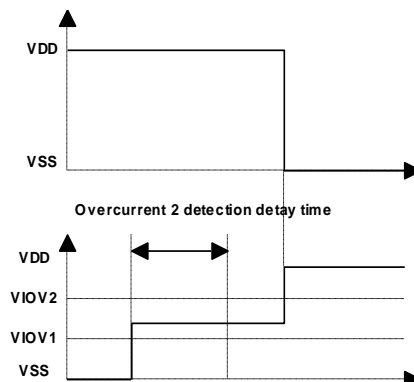 VDD
VSS
Overcurrent 2 detection detay time
VDD
VIOV2
VIOV1
VSS